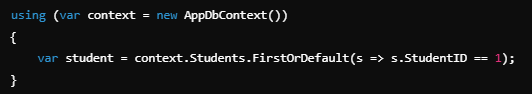 using (var context = new AppDbContext())
{
    var student = context.Students.FirstOrDefault(s => s.StudentID == 1);
}